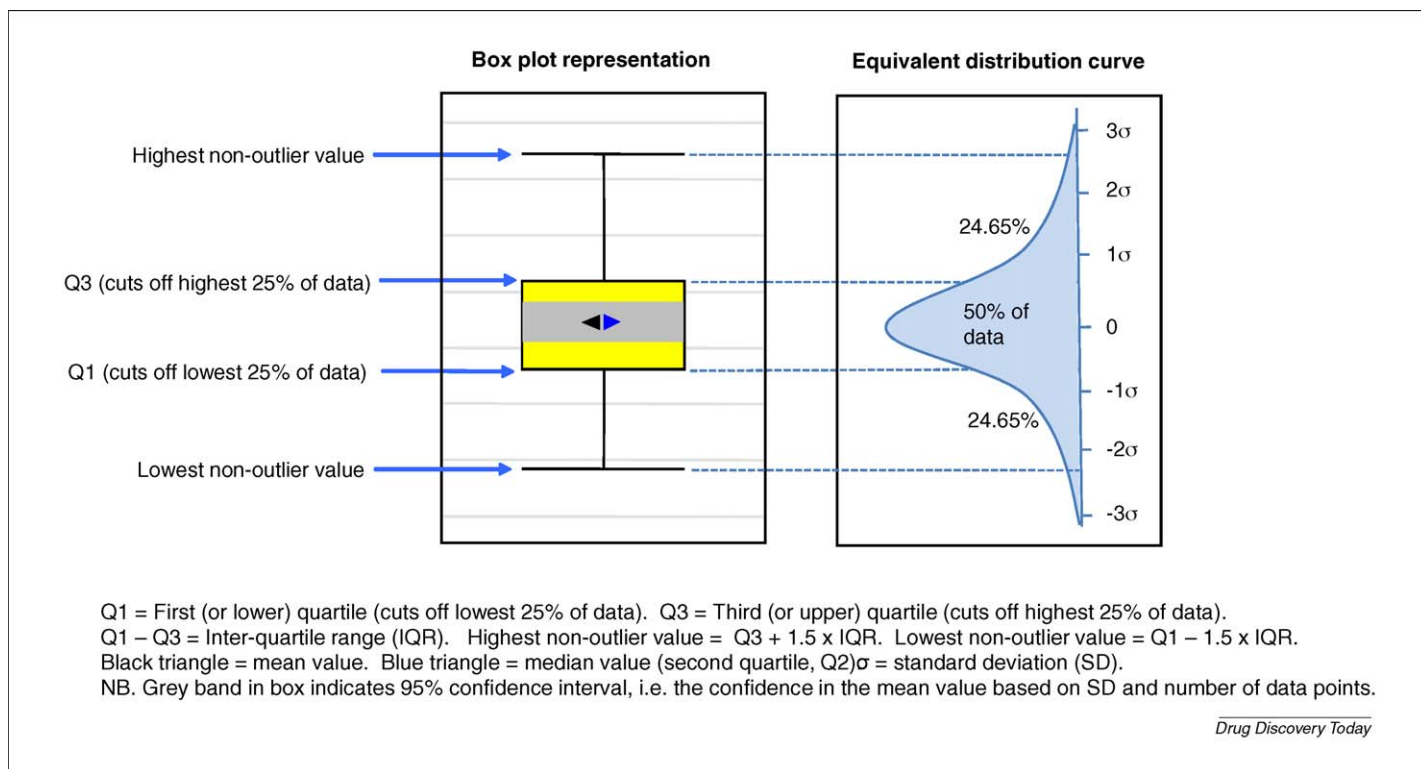 Box plot representation
Equivalent distribution curve
Highest non-outlier value
Q3 (cuts off highest 25% of data)
Q1 (cuts off lowest 25% of data)
Lowest non-outlier value
3σ
2σ
24.65%
1σ
50% of
data
0
-1σ
24.65%
-2σ
-3σ
Q1 = First (or lower) quartile (cuts off lowest 25% of data). Q3 = Third (or upper) quartile (cuts off highest 25% of data).
Q1 – Q3 = Inter-quartile range (IQR). Highest non-outlier value = Q3 + 1.5 x IQR. Lowest non-outlier value = Q1 – 1.5 x IQR.
Black triangle = mean value. Blue triangle = median value (second quartile, Q2)σ = standard deviation (SD).
NB. Grey band in box indicates 95% confidence interval, i.e. the confidence in the mean value based on SD and number of data points.
Drug Discovery Today